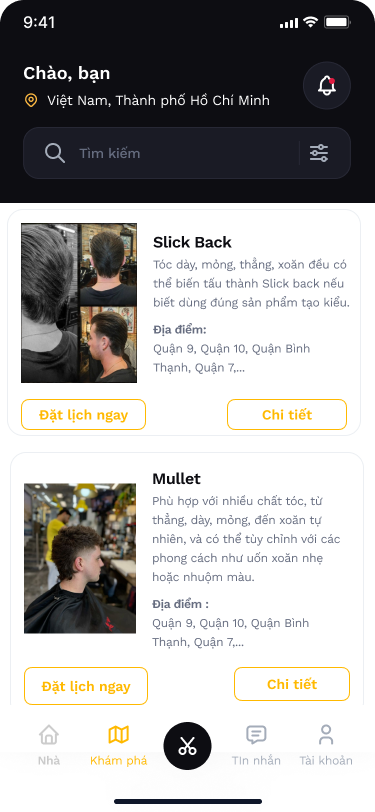 9:41
Chào, bạn
Việt Nam, Thành phố Hồ Chí Minh
Tìm kiếm
Slick Back
Tóc dày, mỏng, thẳng, xoăn đều có
thể biến tấu thành Slick back nếu
biết dùng đúng sản phẩm tạo kiểu.
Địa điểm:
Quận 9, Quận 10, Quận Bình
Thạnh, Quận 7,...
Đặt lịch ngay
Chi tiết
Mullet
Phù hợp với nhiều chất tóc, từ
thẳng, dày, mỏng, đến xoăn tự
nhiên, và có thể tùy chỉnh với các
phong cách như uốn xoăn nhẹ
hoặc nhuộm màu.
Địa điểm :
Quận 9, Quận 10, Quận Bình
Thạnh, Quận 7,...
Đặt lịch ngay
Chi tiết
Nhà
Khám phá
TIn nhắn
Tài khoản